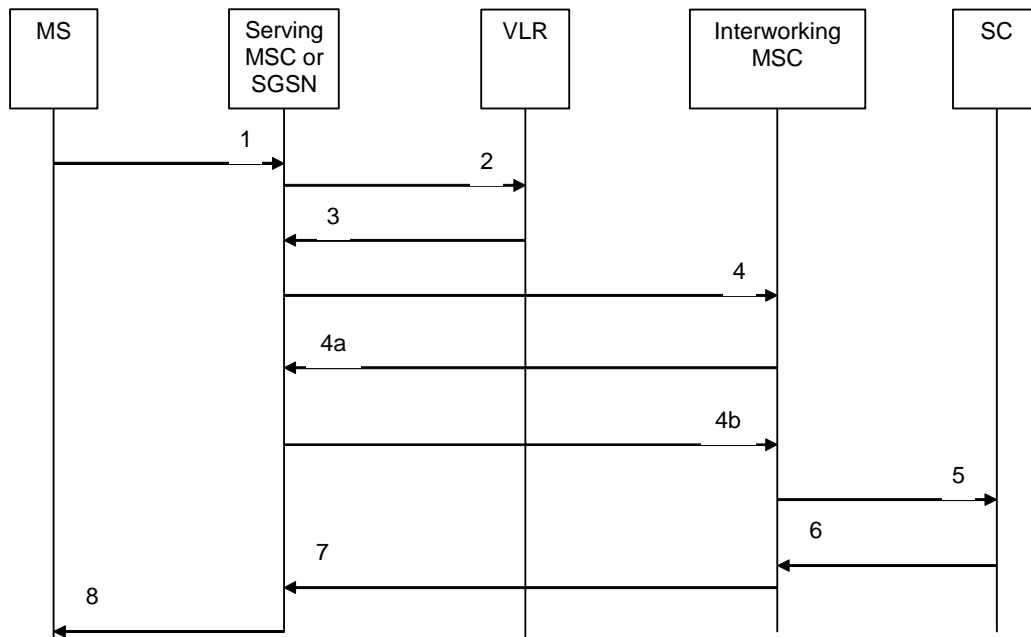 MS
Serving
MSC or
SGSN
VLR
Interworking
MSC
SC
1
2
3
4
4a
4b
5
6
7
8